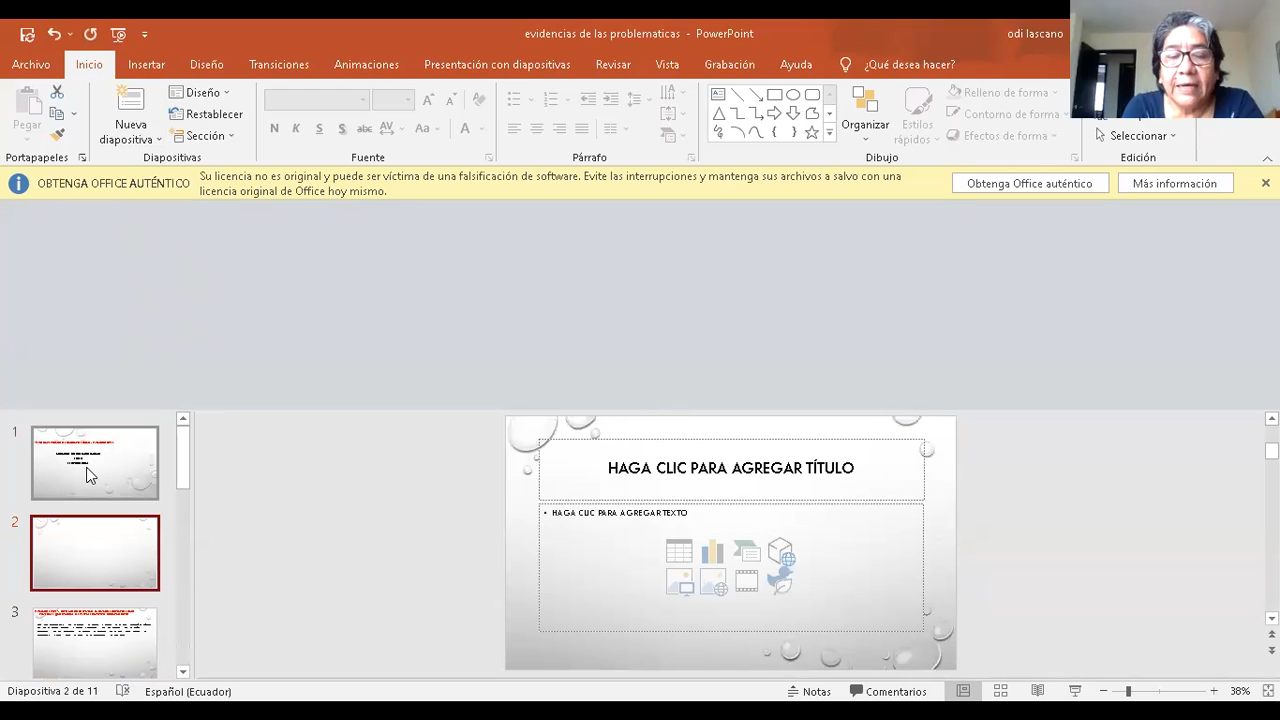 evidencias de las problematicas - PowerPoint
odi lascano
Archivo Inicio Insertar Diseño Transiciones Animaciones Presentación con diapositivas Revisar Vista Grabación Ayuda ¿Qué desea hacer?
Pegar
Nueva diapositiva
Diseño
Restablecer
Sección
N K S S abc AV Aa A
Organizar
Estilos rápidos
Relleno de forma
Contorno de forma
Efectos de forma
Seleccionar
Portapapeles Diapositivas Fuente Párrafo Dibujo Edición
OBTENGA OFFICE AUTÉNTICO
Su licencia no es original y puede ser víctima de una falsificación de software. Evite las interrupciones y mantenga sus archivos a salvo con una
licencia original de Office hoy mismo.
Obtenga Office auténtico
Más información
1
2
3
HAGA CLIC PARA AGREGAR TÍTULO
• HAGA CLIC PARA AGREGAR TEXTO
Diapositiva 2 de 11 Español (Ecuador) Notas Comentarios 38%